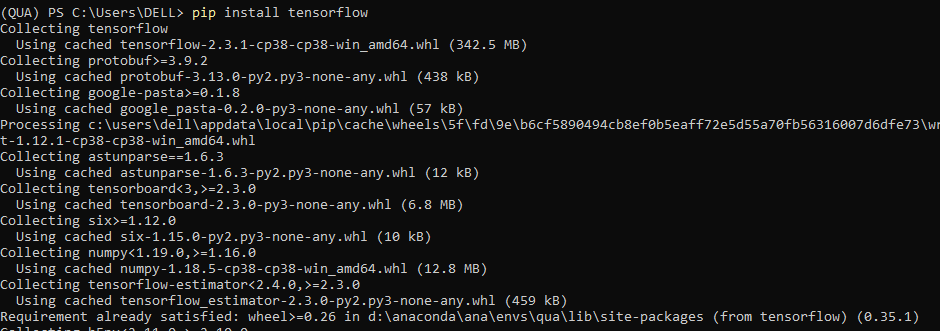 (QUA) PS C:\Users\DELL> pip install tensorflow
Collecting tensorflow
  Using cached tensorflow-2.3.1-cp38-cp38-win_amd64.whl (342.5 MB)
Collecting protobuf>=3.9.2
  Using cached protobuf-3.13.0-py2.py3-none-any.whl (438 kB)
Collecting google-pasta>=0.1.8
  Using cached google_pasta-0.2.0-py3-none-any.whl (57 kB)
Processing c:\users\dell\appdata\local\pip\cache\wheels\5f\fd\9e\b6cf5890494cb8ef0b5eaff72e5d55a70fb56316007d6dfe73\wr
t-1.12.1-cp38-cp38-win_amd64.whl
Collecting astunparse==1.6.3
  Using cached astunparse-1.6.3-py2.py3-none-any.whl (12 kB)
Collecting tensorboard<3,>=2.3.0
  Using cached tensorboard-2.3.0-py3-none-any.whl (6.8 MB)
Collecting six>=1.12.0
  Using cached six-1.15.0-py2.py3-none-any.whl (10 kB)
Collecting numpy<1.19.0,>=1.16.0
  Using cached numpy-1.18.5-cp38-cp38-win_amd64.whl (12.8 MB)
Collecting tensorflow-estimator<2.4.0,>=2.3.0
  Using cached tensorflow_estimator-2.3.0-py2.py3-none-any.whl (459 kB)
Requirement already satisfied: wheel>=0.26 in d:\anaconda\ana\envs\qua\lib\site-packages (from tensorflow) (0.35.1)